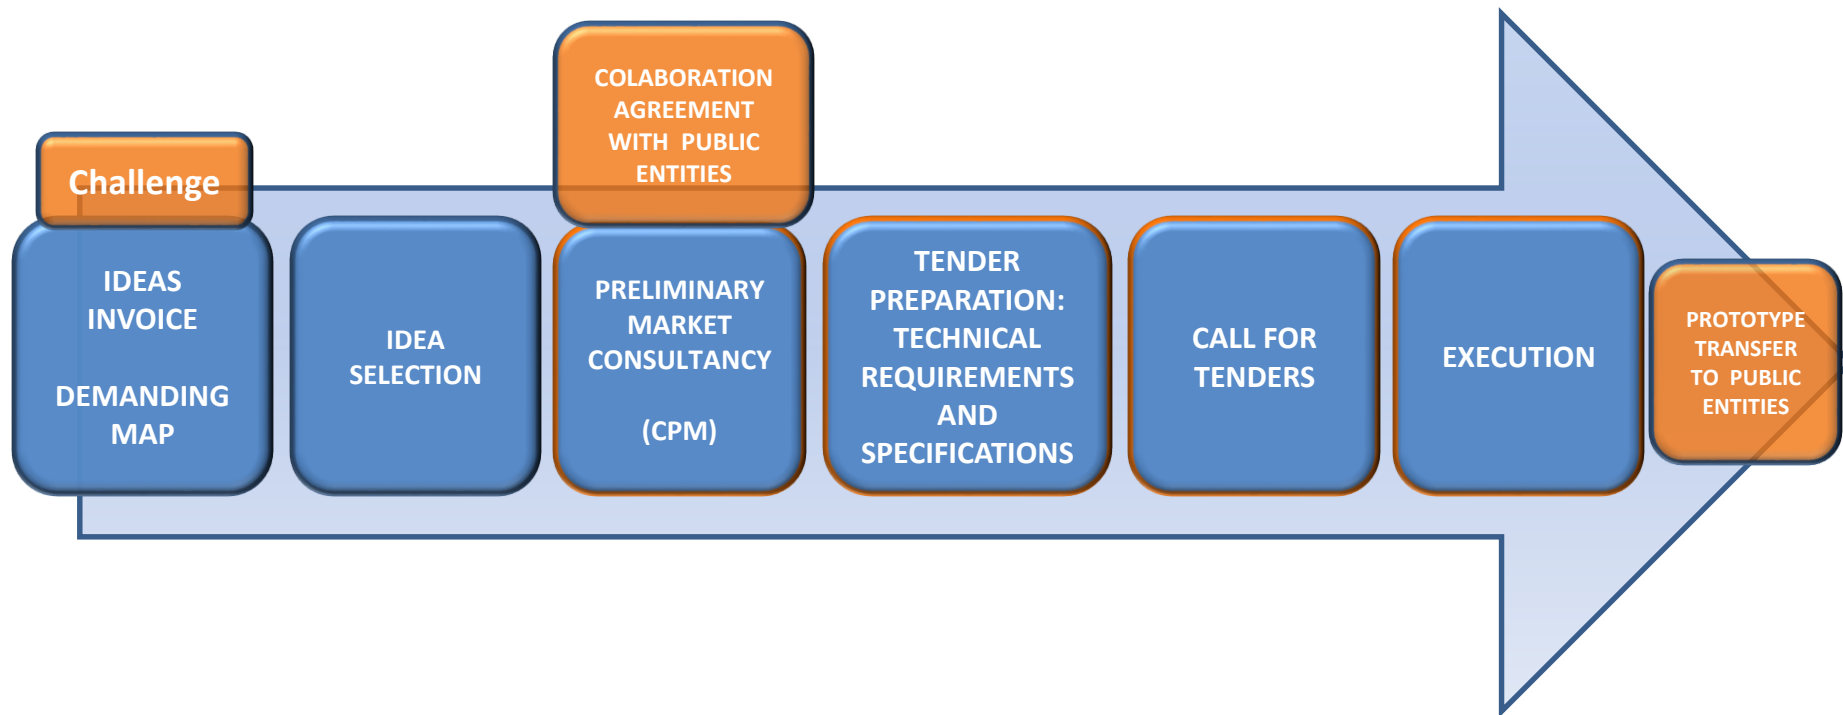 Challenge
IDEAS
INVOICE
DEMANDING
MAP
IDEA
SELECTION
COLABORATION
AGREEMENT
WITH PUBLIC
ENTITIES
PRELIMINARY
MARKET
CONSULTANCY
(CPM)
TENDER
PREPARATION:
TECHNICAL
REQUIREMENTS
AND
SPECIFICATIONS
CALL FOR
TENDERS
EXECUTION
PROTOTYPE
TRANSFER
TO PUBLIC
ENTITIES